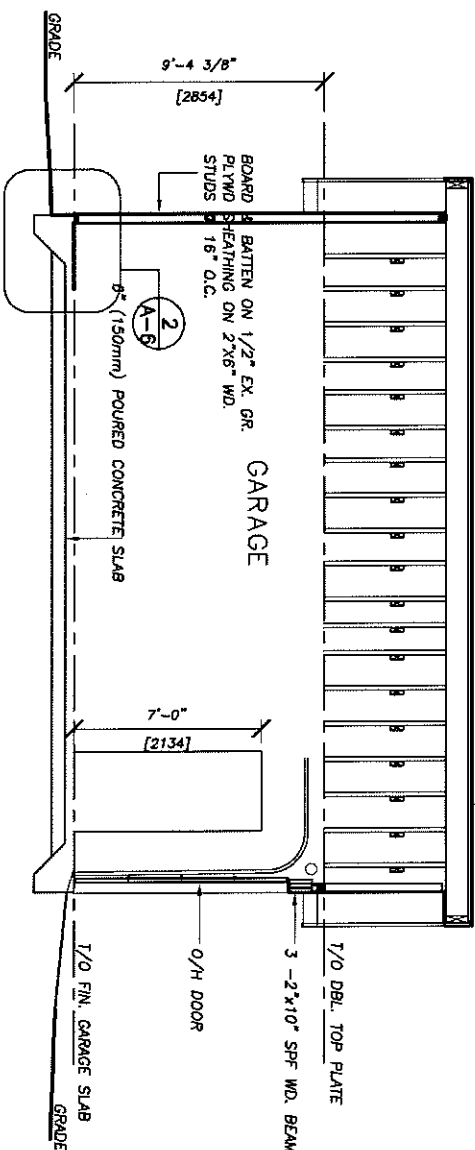 GRADE
9'-4 3/8"
[2854]
BOARD & BATTEN ON 1/2" EX. GR.
PLYWD SHEATHING ON 2"X6" WD.
STUDS 16" O.C.
2
A-6
6" (150mm) POURED CONCRETE SLAB
GARAGE
7'-0"
[2134]
T/O DBL. TOP PLATE
3 -2"x10" SPF WD. BEAM
O/H DOOR
T/O FIN. GARAGE SLAB
GRADE